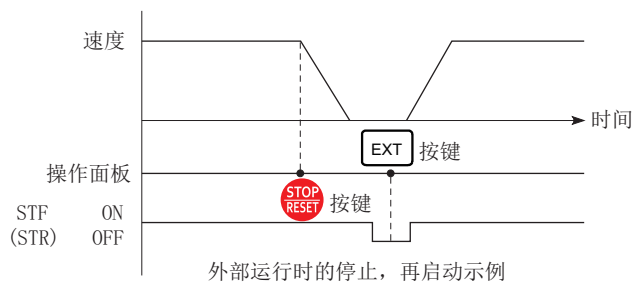 速度
时间
EXT 按键
操作面板
STOP
RESET 按键
STF ON
(STR) OFF
外部运行时的停止，再启动示例